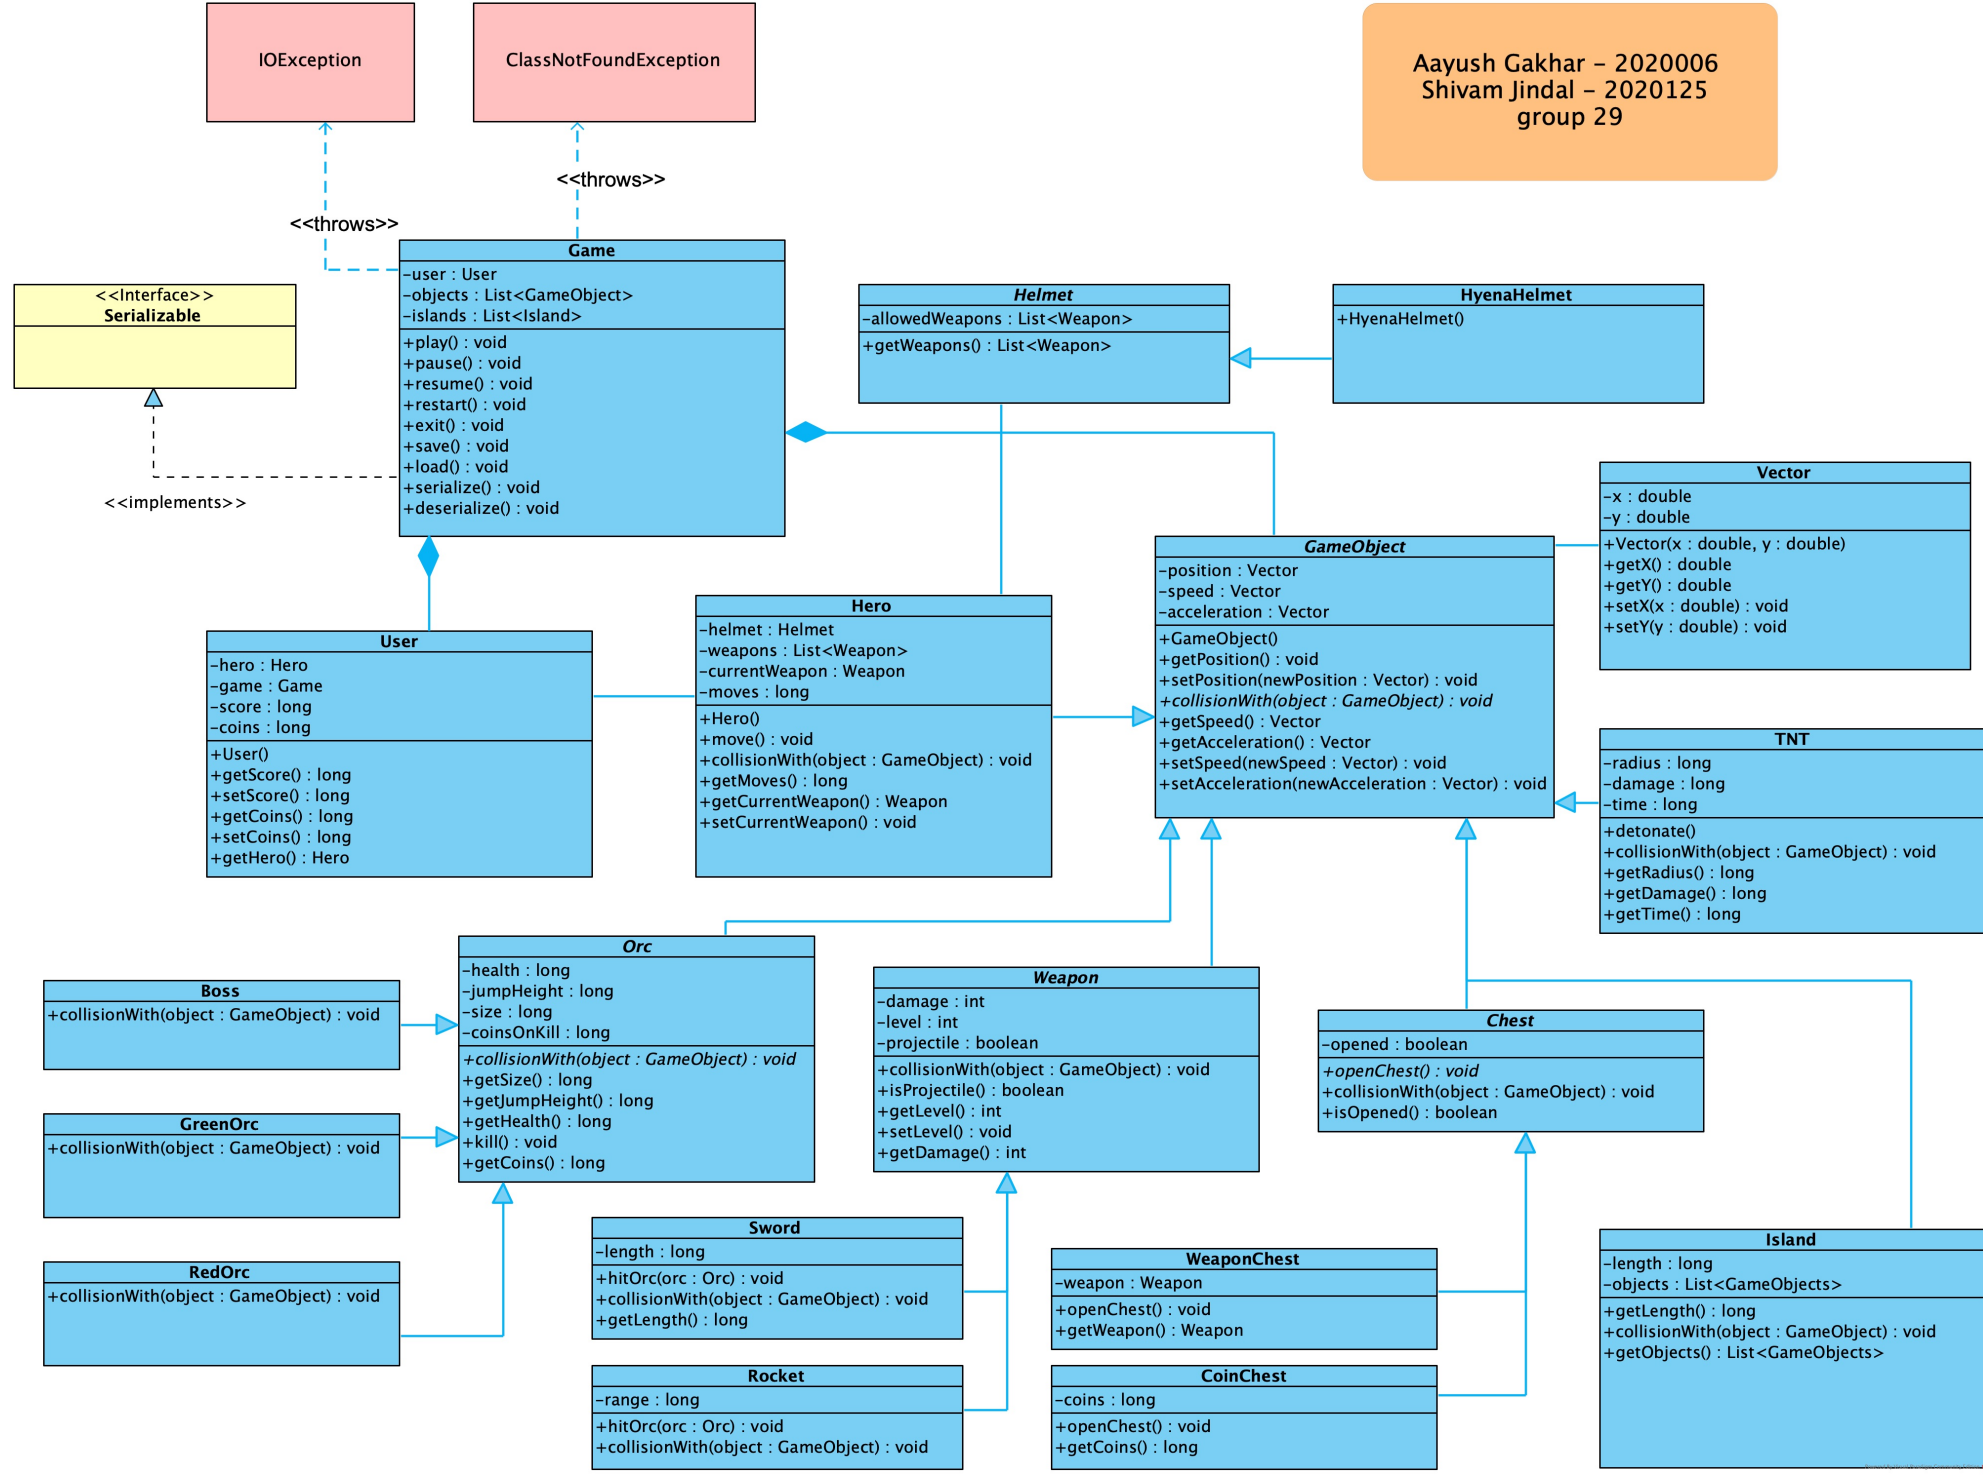 IOException
ClassNotFoundException
Aayush Gakhar - 2020006
Shivam Jindal - 2020125
group 29
<<throws>>
<<throws>>
<<Interface>>
Serializable
<<implements>>
Game
-user : User
-objects : List<GameObject>
-islands : List<Island>
+play() : void
+pause() : void
+resume() : void
+restart() : void
+exit() : void
+save() : void
+load() : void
+serialize() : void
+deserialize() : void
Helmet
-allowedWeapons : List<Weapon>
+getWeapons() : List<Weapon>
HyenaHelmet
+HyenaHelmet()
Vector
-x : double
-y : double
+Vector(x : double, y : double)
+getX() : double
+getY() : double
+setX(x : double) : void
+setY(y : double) : void
GameObject
-position : Vector
-speed : Vector
-acceleration : Vector
+GameObject()
+getPosition() : void
+setPosition(newPosition : Vector) : void
+collisionWith(object : GameObject) : void
+getSpeed() : Vector
+getAcceleration() : Vector
+setSpeed(newSpeed : Vector) : void
+setAcceleration(newAcceleration : Vector) : void
User
-hero : Hero
-game : Game
-score : long
-coins : long
+User()
+getScore() : long
+setScore() : long
+getCoins() : long
+setCoins() : long
+getHero() : Hero
Hero
-helmet : Helmet
-weapons : List<Weapon>
-currentWeapon : Weapon
-moves : long
+Hero()
+move() : void
+collisionWith(object : GameObject) : void
+getMoves() : long
+getCurrentWeapon() : Weapon
+setCurrentWeapon() : void
TNT
-radius : long
-damage : long
-time : long
+detonate()
+collisionWith(object : GameObject) : void
+getRadius() : long
+getDamage() : long
+getTime() : long
Orc
-health : long
-jumpHeight : long
-size : long
-coinsOnKill : long
+collisionWith(object : GameObject) : void
+getSize() : long
+getJumpHeight() : long
+getHealth() : long
+kill() : void
+getCoins() : long
Boss
+collisionWith(object : GameObject) : void
GreenOrc
+collisionWith(object : GameObject) : void
RedOrc
+collisionWith(object : GameObject) : void
Weapon
-damage : int
-level : int
-projectile : boolean
+collisionWith(object : GameObject) : void
+isProjectile() : boolean
+getLevel() : int
+setLevel() : void
+getDamage() : int
Chest
-opened : boolean
+openChest() : void
+collisionWith(object : GameObject) : void
+isOpened() : boolean
Sword
-length : long
+hitOrc(orc : Orc) : void
+collisionWith(object : GameObject) : void
+getLength() : long
Rocket
-range : long
+hitOrc(orc : Orc) : void
+collisionWith(object : GameObject) : void
WeaponChest
-weapon : Weapon
+openChest() : void
+getWeapon() : Weapon
CoinChest
-coins : long
+openChest() : void
+getCoins() : long
Island
-length : long
-objects : List<GameObjects>
+getLength() : long
+collisionWith(object : GameObject) : void
+getObjects() : List<GameObjects>